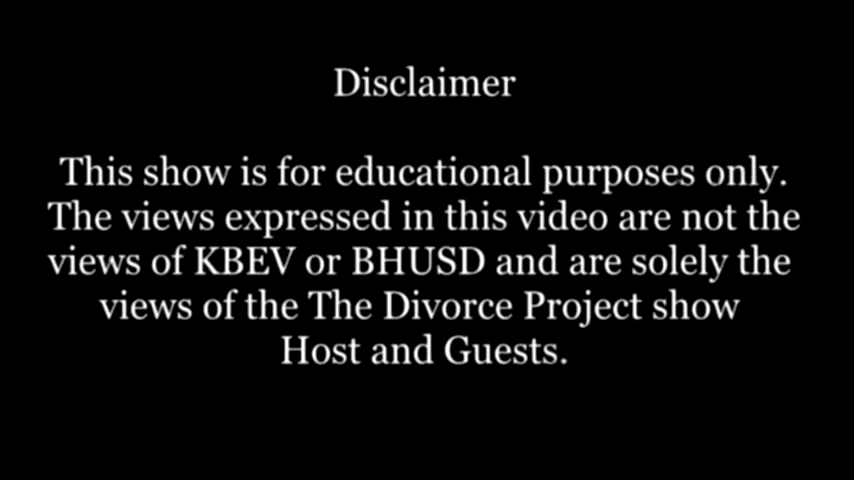 Disclaimer
This show is for educational purposes only.
The views expressed in this video are not the
views of KBEV or BHUSD and are solely the
views of the The Divorce Project show
Host and Guests.